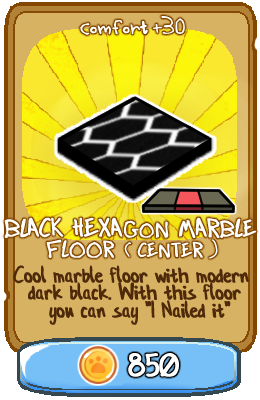 comfort +30
BLACK HEXAGON MARBLE
FLOOR ( CENTER )
Cool marble floor with modern
dark black. With this floor
you can say "I Nailed it"
850